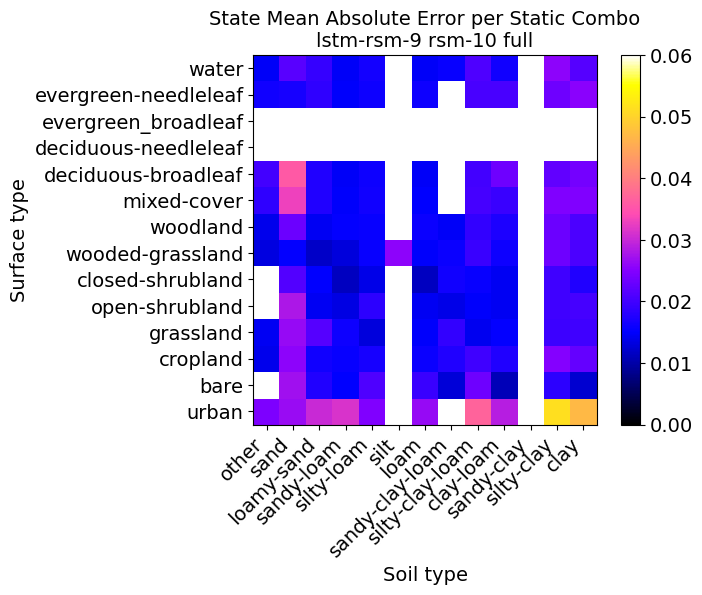 State Mean Absolute Error per Static Combo
lstm-rsm-9 rsm-10 full
Surface type
water
evergreen-needleleaf
evergreen_broadleaf
deciduous-needleleaf
deciduous-broadleaf
mixed-cover
woodland
wooded-grassland
closed-shrubland
open-shrubland
grassland
cropland
bare
urban
other
sand
loamy-sand
sandy-loam
silty-loam
silt
loam
sandy-clay-loam
silty-clay-loam
clay-loam
sandy-clay
silty-clay
clay
Soil type
0.06
0.05
0.04
0.03
0.02
0.01
0.00